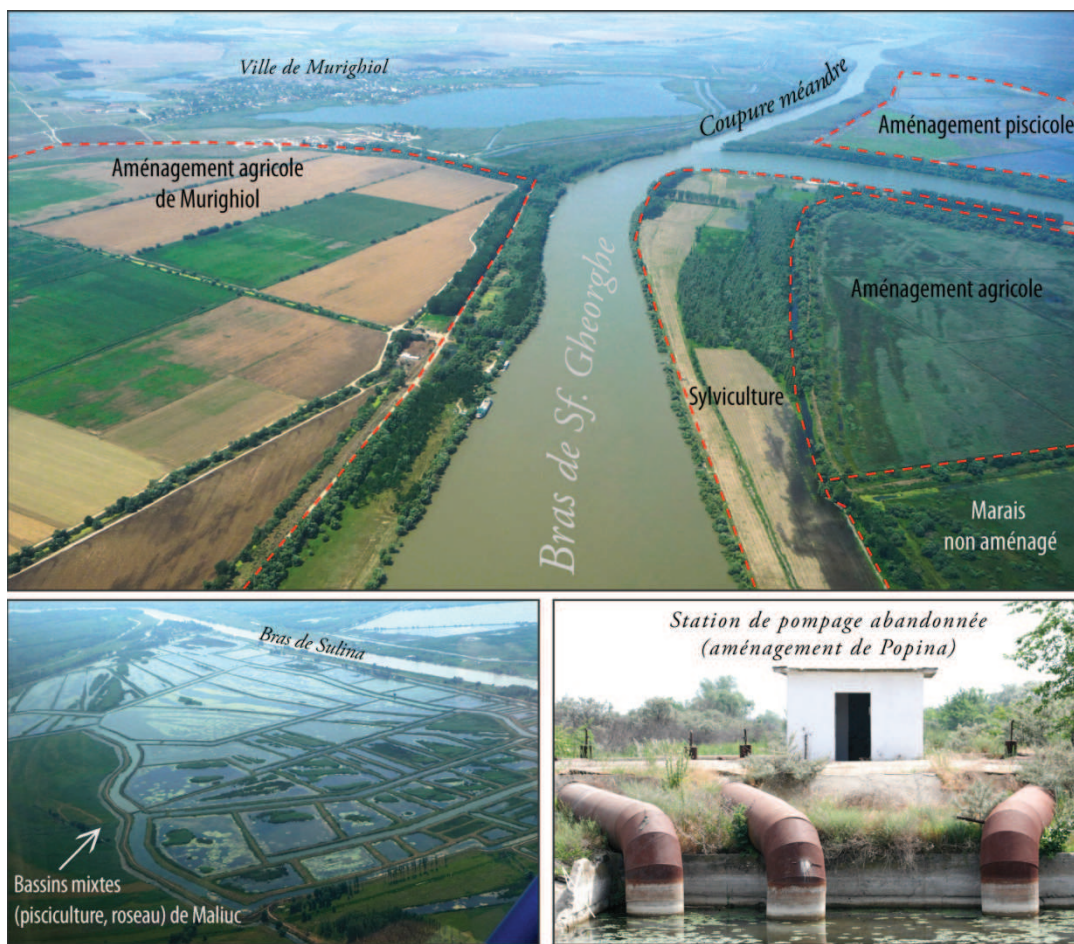 Ville de Murighiol
Coupure méandre
Aménagement piscicole
Aménagement agricole
de Murighiol
Aménagement agricole
Bras de Sf. Gheorghe
Sylviculture
Marais
non aménagé
Bras de Sulina
Bassins mixtes
(pisciculture, roseau) de Maliuc
Station de pompage abandonnée
(aménagement de Popina)